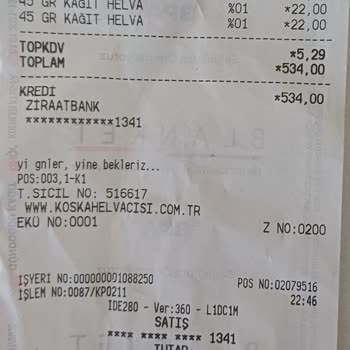 45 GR KAĞIT HELVA %01 *22,00
45 GR KAĞIT HELVA %01 *22,00
TOPKDV *5,29
TOPLAM *534,00
KREDİ *534,00
ZİRAATBANK
************1341
yi gnler, yine bekleriz...
POS:003,1-K1
T.SICIL NO: 516617
WWW.KOSKAHELVACISI.COM.TR
EKÜ NO:0001 Z NO:0200
İŞYERİ NO:000000001088250 POS NO:02079516
İŞLEM NO:0087/KP0211 22:46
IDE280 - Ver:360 - L1DC1M
SATIŞ
**** **** **** 1341
TUTAR